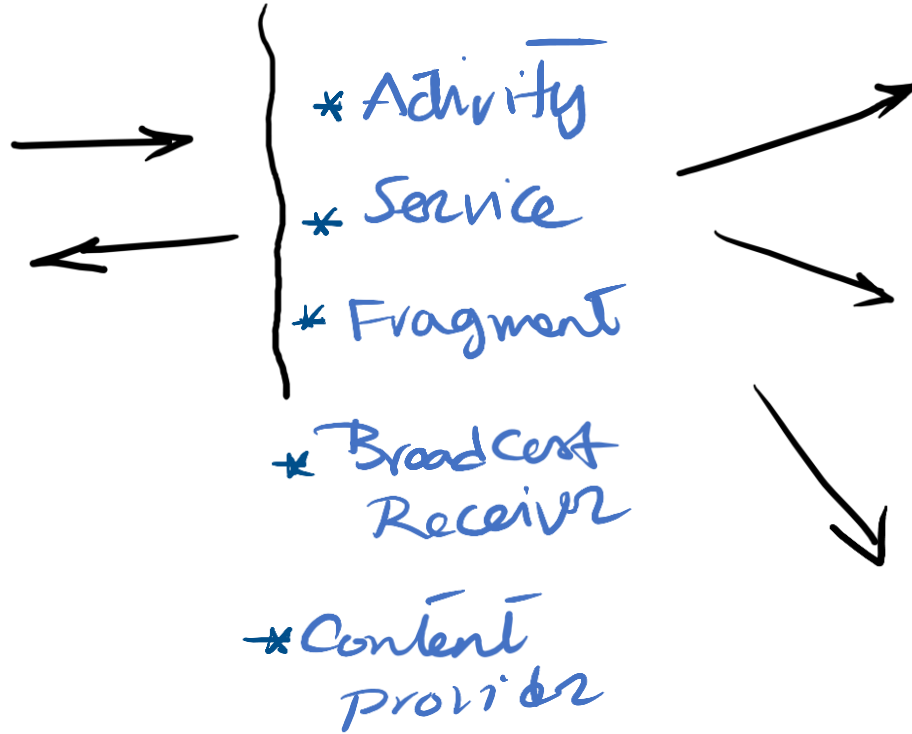 * Activity
* Service
* Fragment
* BroadCast
Receiver
* Content
provider